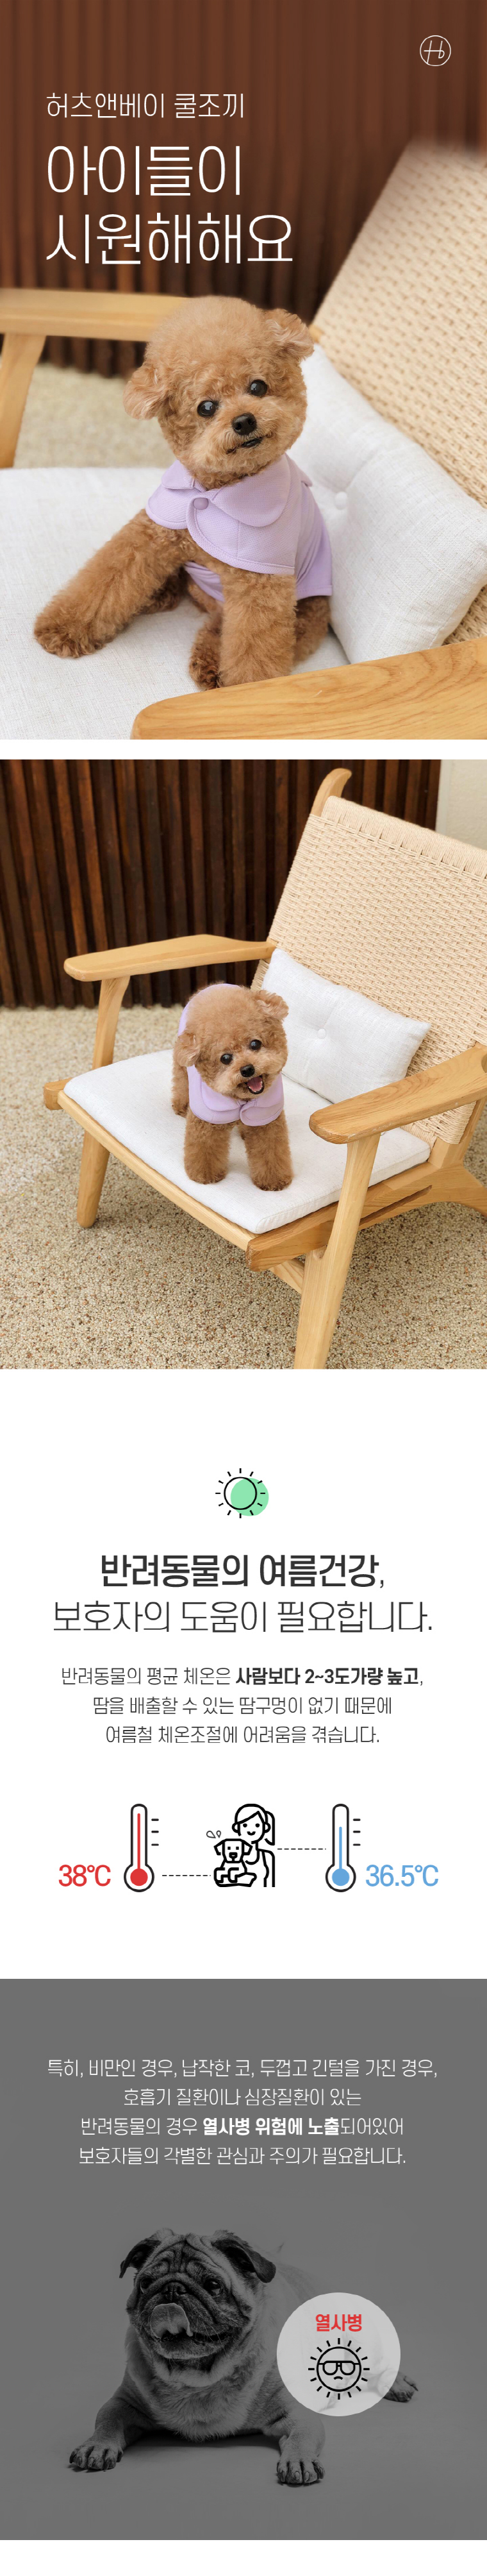 허츠앤베이 쿨조끼
아이들이
시원해해요
반려동물의 여름건강,
보호자의 도움이 필요합니다.
반려동물의 평균 체온은 사람보다 2~3도가량 높고,
땀을 배출할 수 있는 땀구멍이 없기 때문에
여름철 체온조절에 어려움을 겪습니다.
38℃
36.5℃
특히, 비만인 경우, 납작한 코, 두껍고 긴털을 가진 경우,
호흡기 질환이나 심장질환이 있는
반려동물의 경우 열사병 위험에 노출되어있어
보호자들의 각별한 관심과 주의가 필요합니다.
열사병